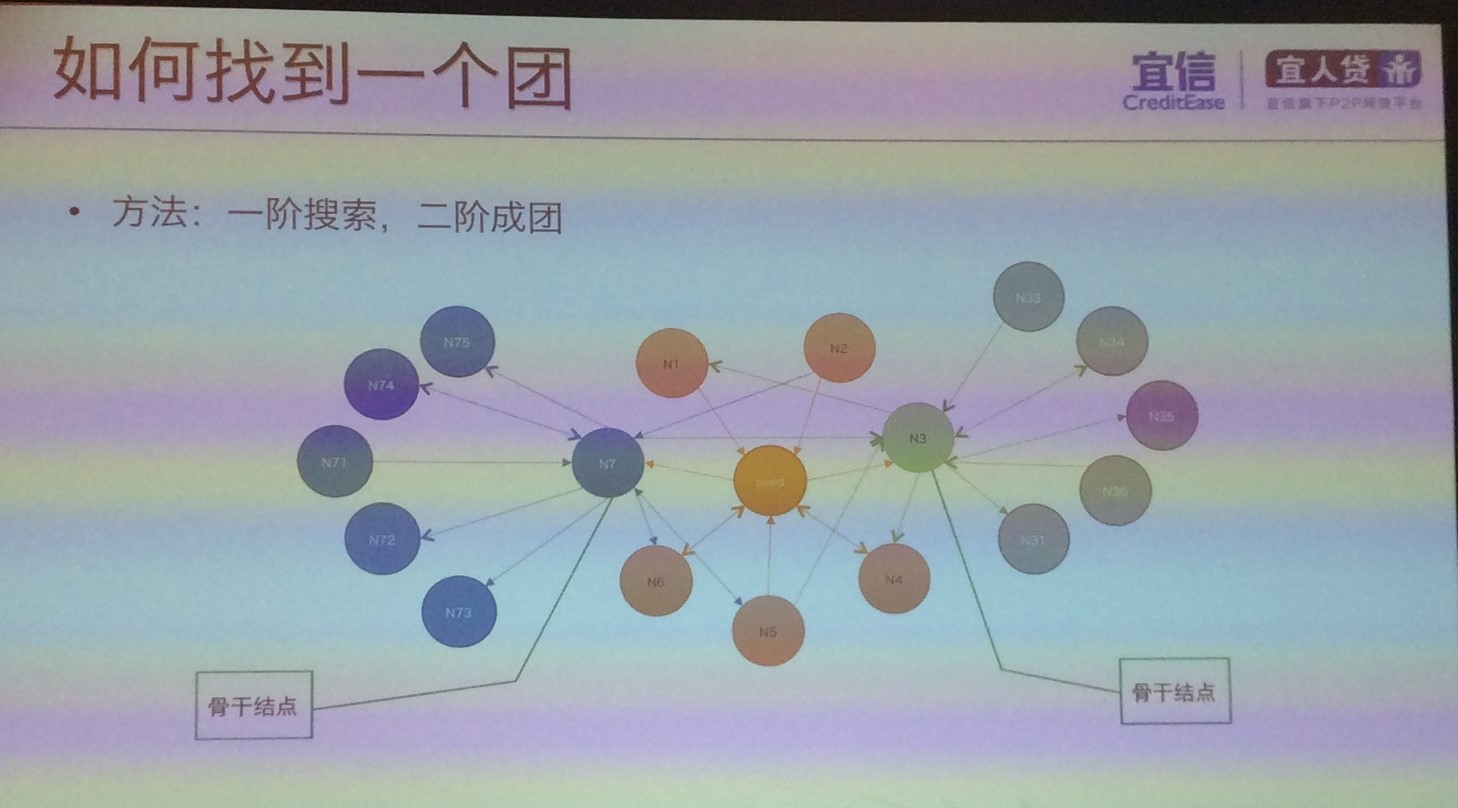 如何找到一个团
宜信
CreditEase
宜人贷
宜信旗下P2P网贷平台
• 方法：一阶搜索，二阶成团
N33
N75
N1
N2
N34
N74
N35
N3
N71
N7
seed
N36
N72
N31
N6
N4
N73
N5
骨干结点
骨干结点